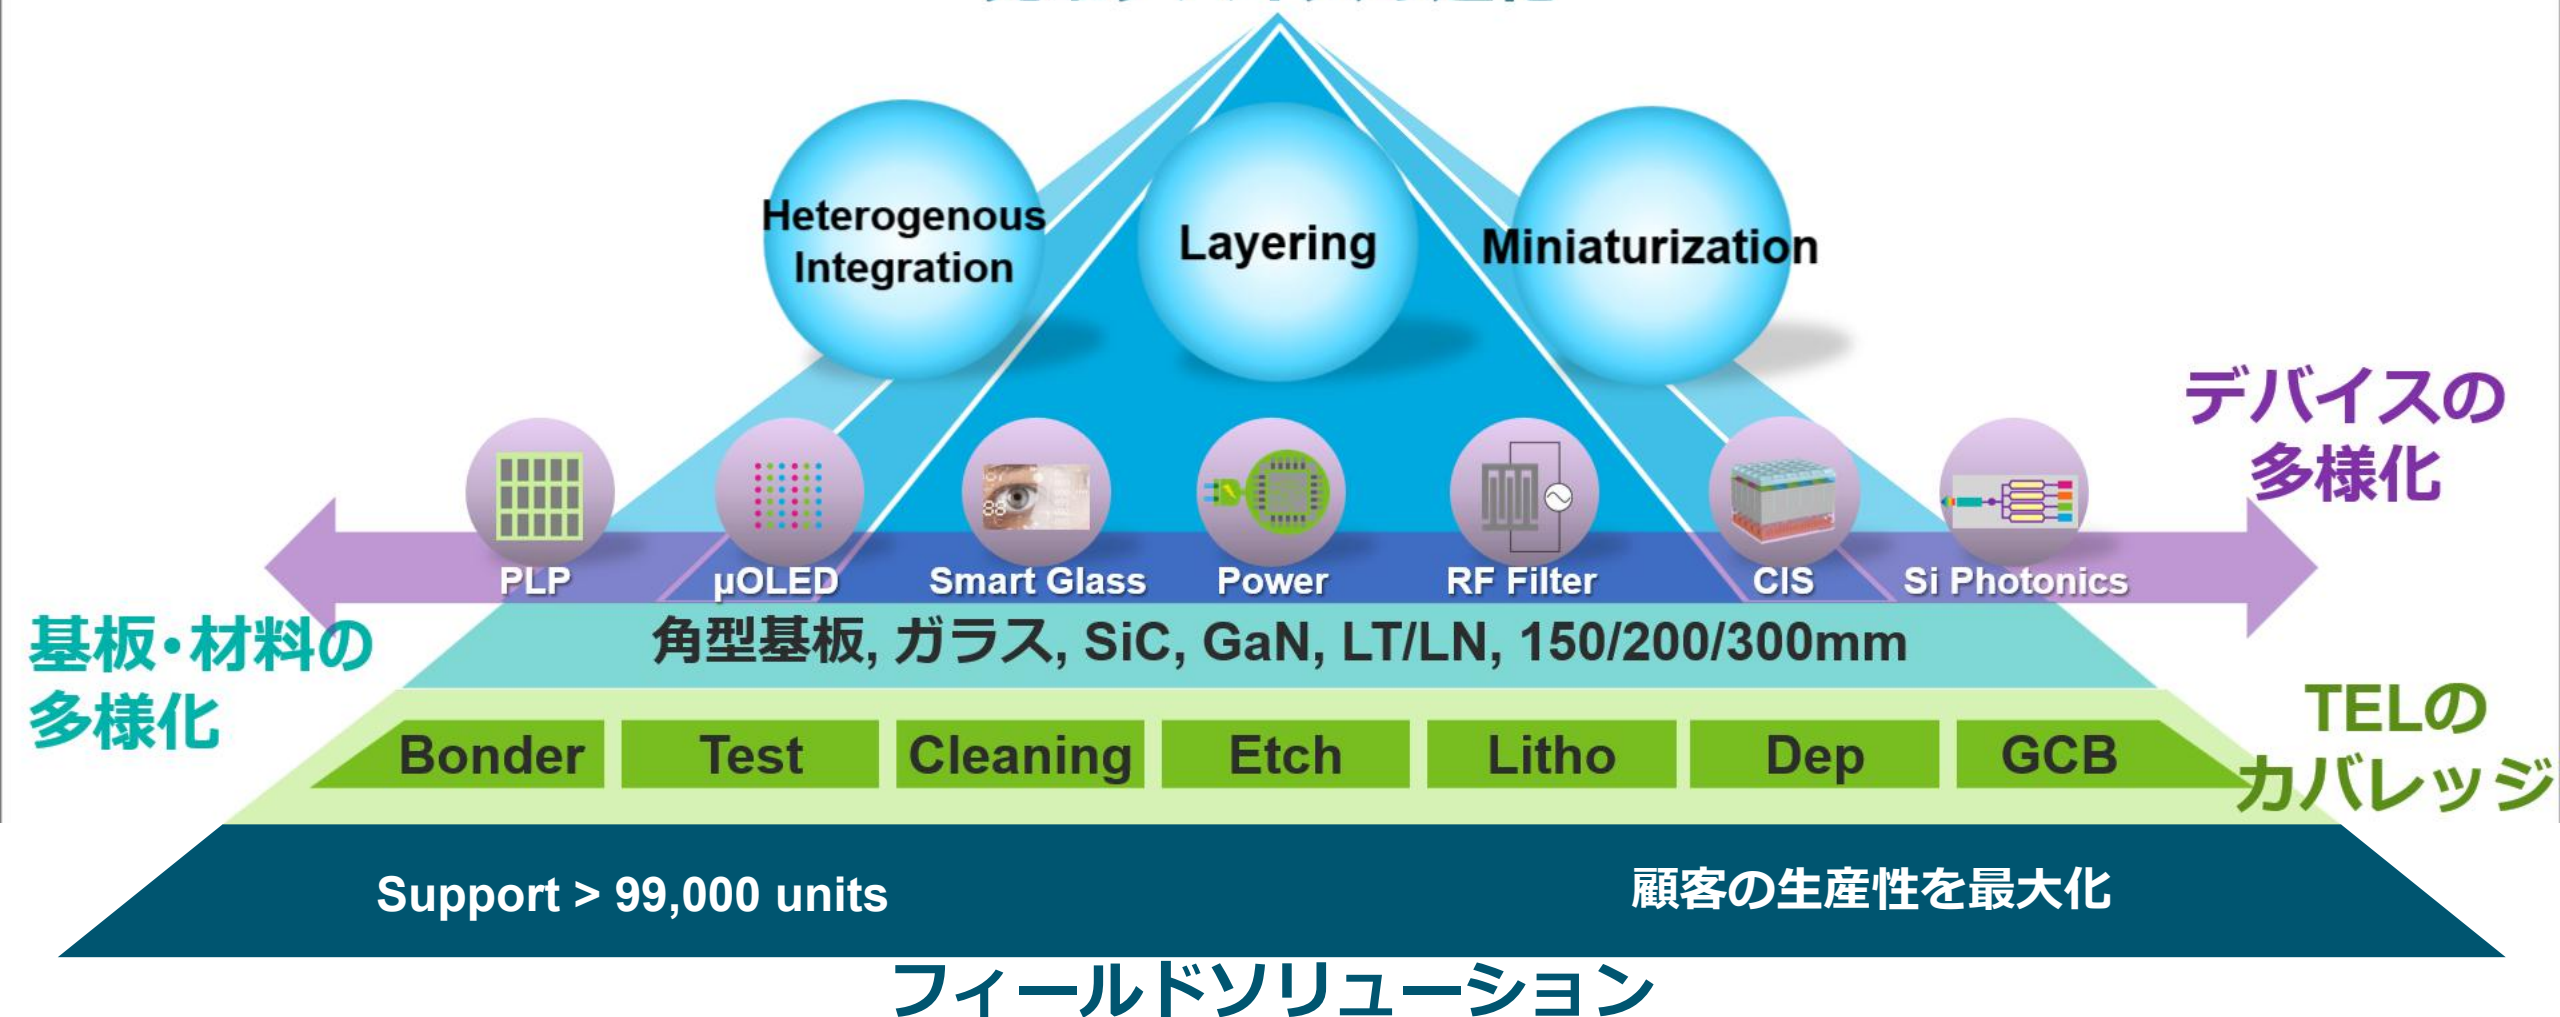 Heterogenous
Integration
Layering
Miniaturization
デバイスの
多様化
PLP
μOLED
Smart Glass
Power
RF Filter
CIS
Si Photonics
基板・材料の
多様化
角型基板, ガラス, SiC, GaN, LT/LN, 150/200/300mm
TELの
カバレッジ
Bonder
Test
Cleaning
Etch
Litho
Dep
GCB
Support > 99,000 units
顧客の生産性を最大化
フィールドソリューション